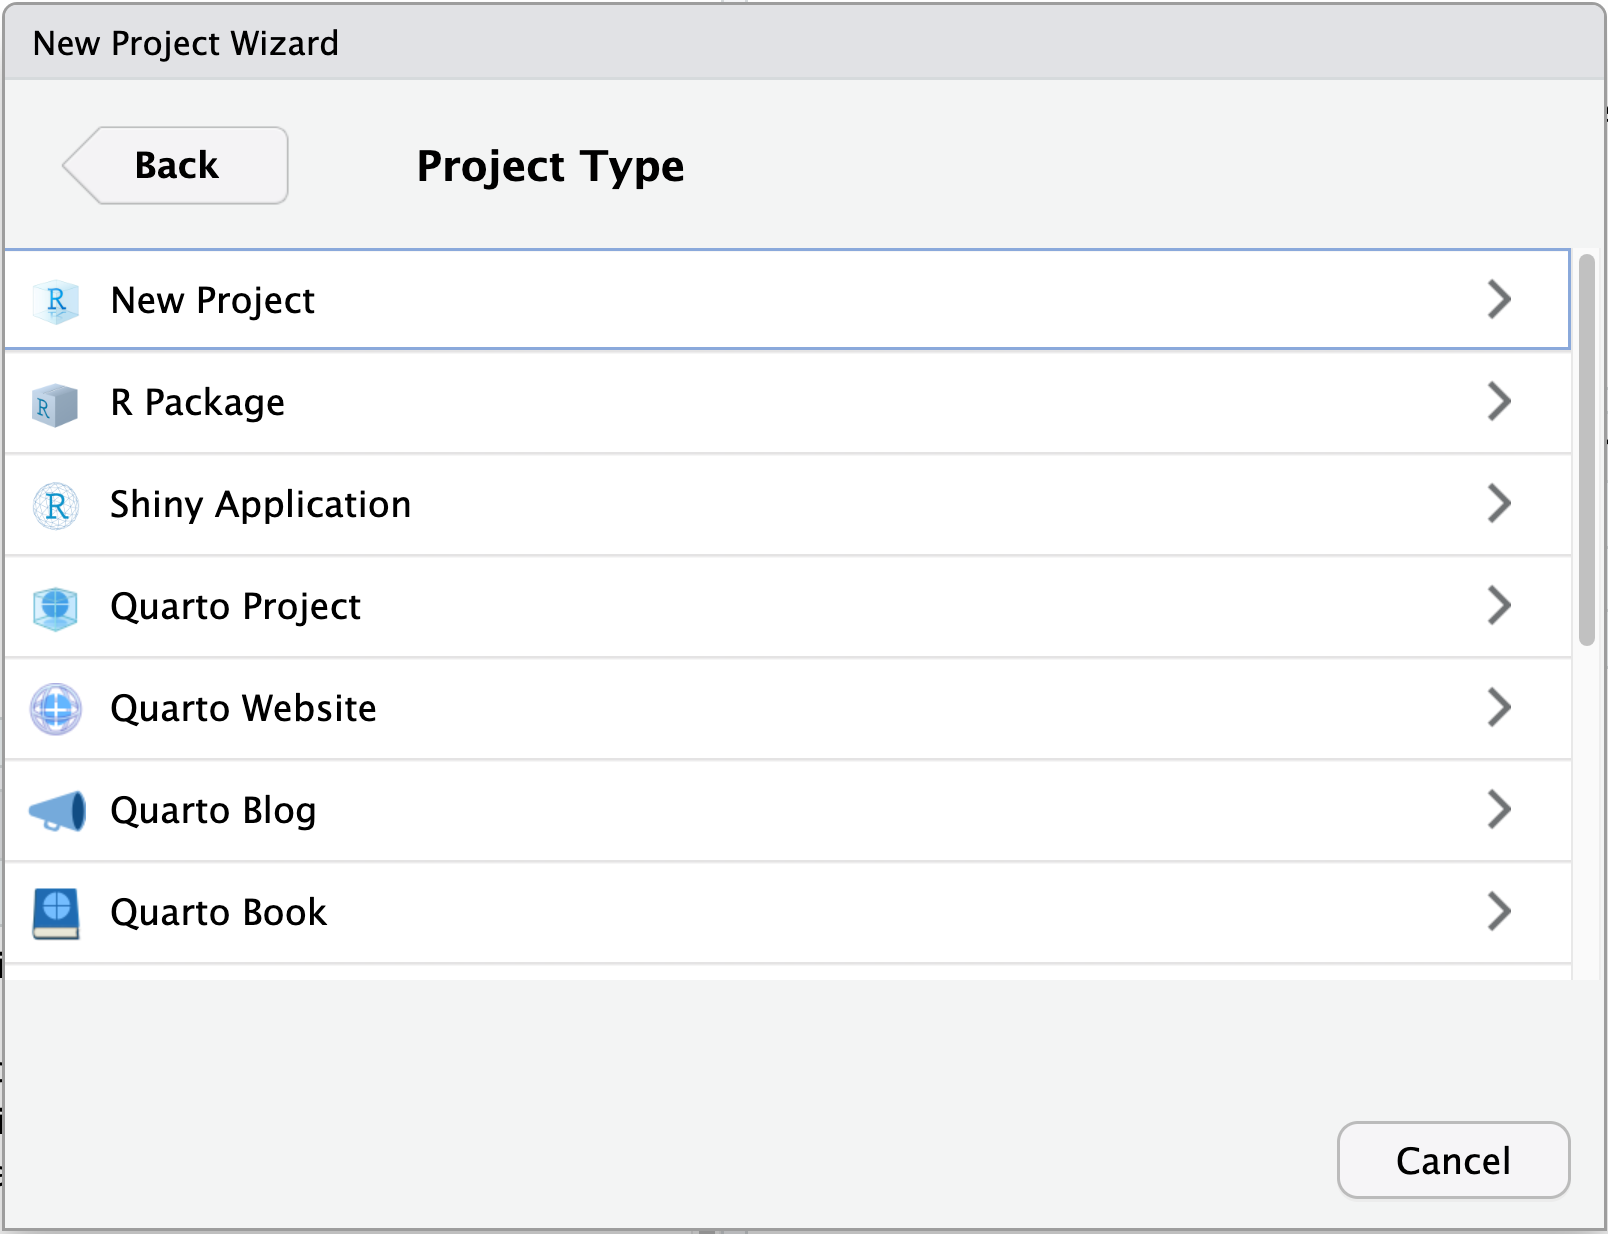 New Project Wizard
Back
Project Type
R New Project
R R Package
R Shiny Application
Quarto Project
Quarto Website
Quarto Blog
Quarto Book
Cancel